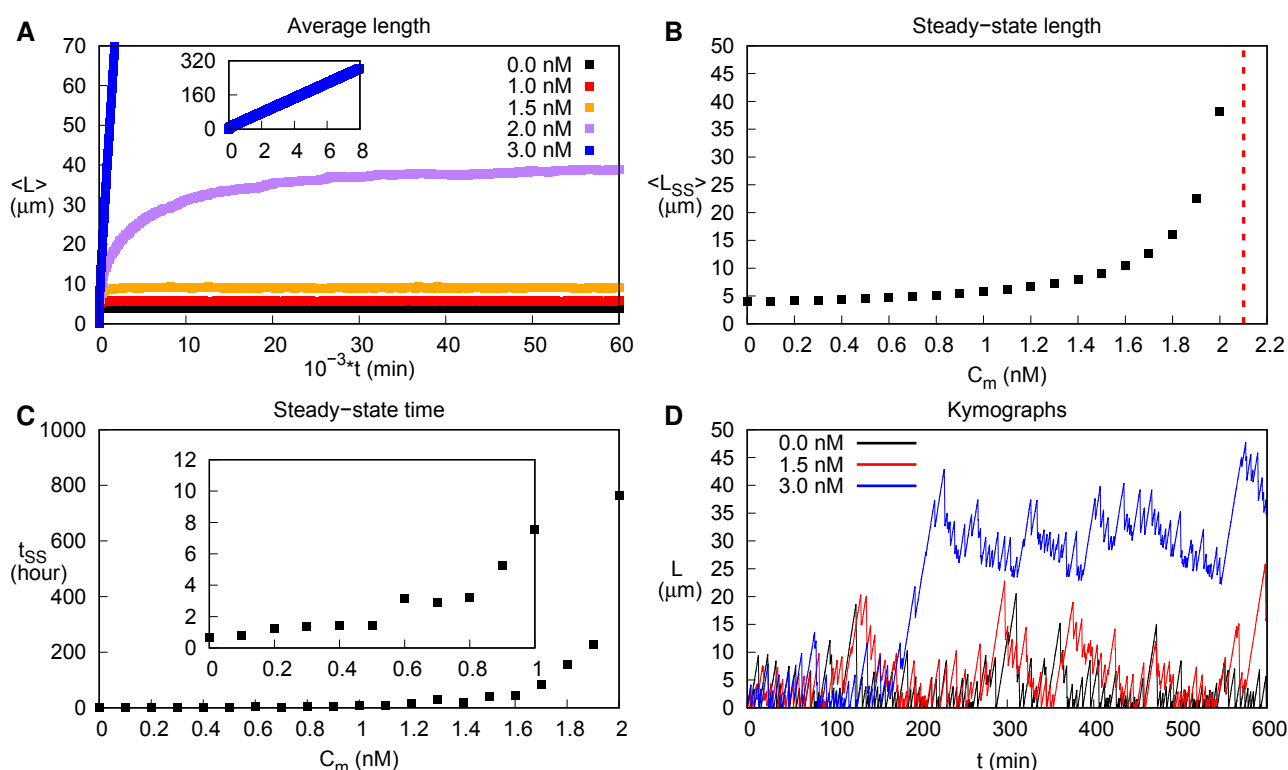 A Average length
70
60
50
40
30
20
10
0
<L>
(μm)
320
160
0
0 2 4 6 8
0.0 nM
1.0 nM
1.5 nM
2.0 nM
3.0 nM
0 10 20 30 40 50 60
10⁻³*t (min)
B Steady-state length
50
45
40
35
30
25
20
15
10
5
0
<L_SS>
(μm)
0 0.2 0.4 0.6 0.8 1 1.2 1.4 1.6 1.8 2 2.2
C_m (nM)
C Steady-state time
1000
800
600
400
200
0
t_SS
(hour)
12
10
8
6
4
2
0
0 0.2 0.4 0.6 0.8 1
0 0.2 0.4 0.6 0.8 1 1.2 1.4 1.6 1.8 2
C_m (nM)
D Kymographs
50
45
40
35
30
25
20
15
10
5
0
L
(μm)
0.0 nM
1.5 nM
3.0 nM
0 100 200 300 400 500 600
t (min)